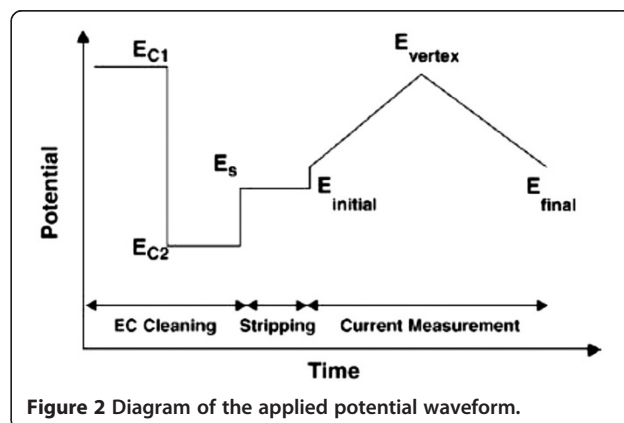 E_C1
E_vertex
E_s
E_initial
E_final
E_C2
Potential
EC Cleaning Stripping Current Measurement
Time
Figure 2 Diagram of the applied potential waveform.